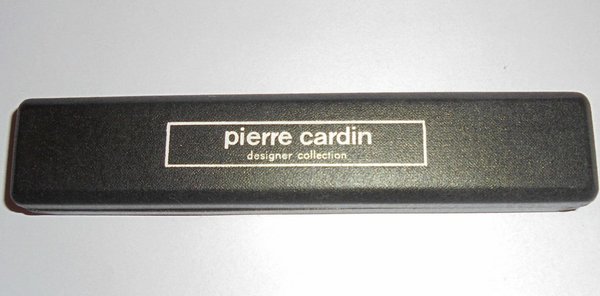 pierre cardin
designer collection